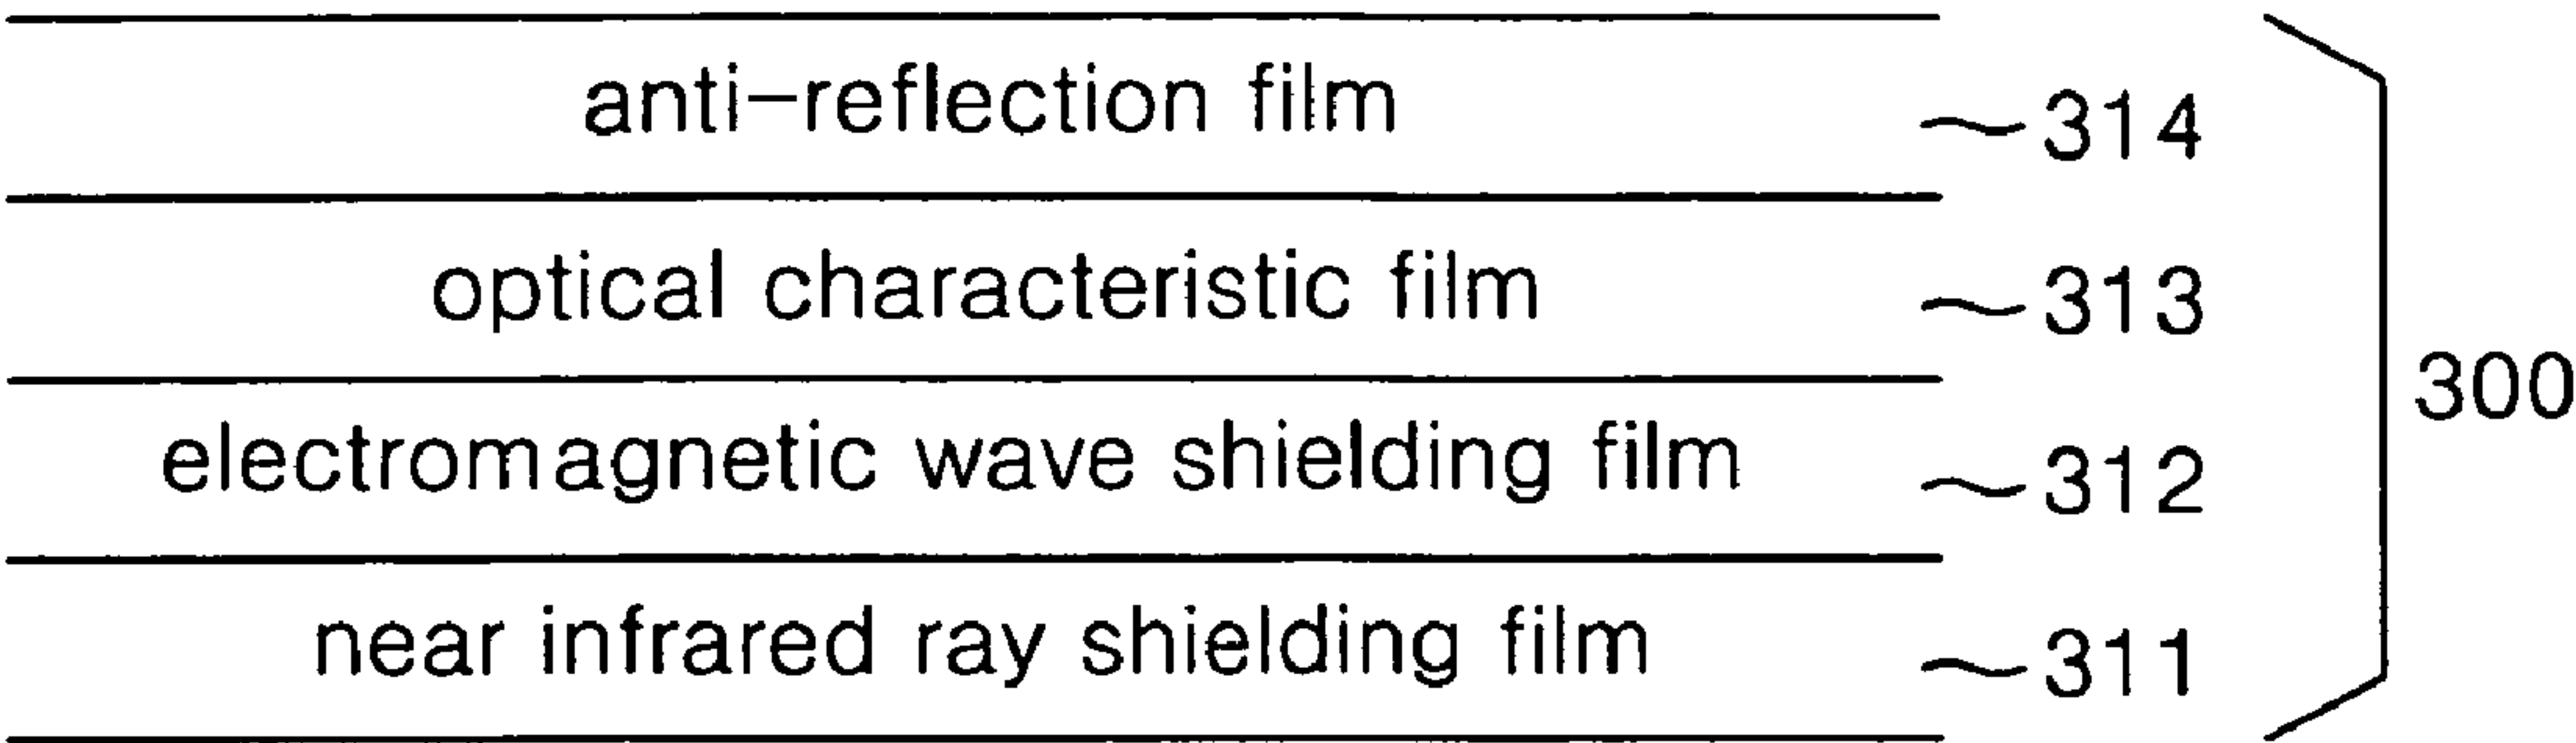 anti-reflection film 314
optical characteristic film 313
300
electromagnetic wave shielding film 312
near infrared ray shielding film 311